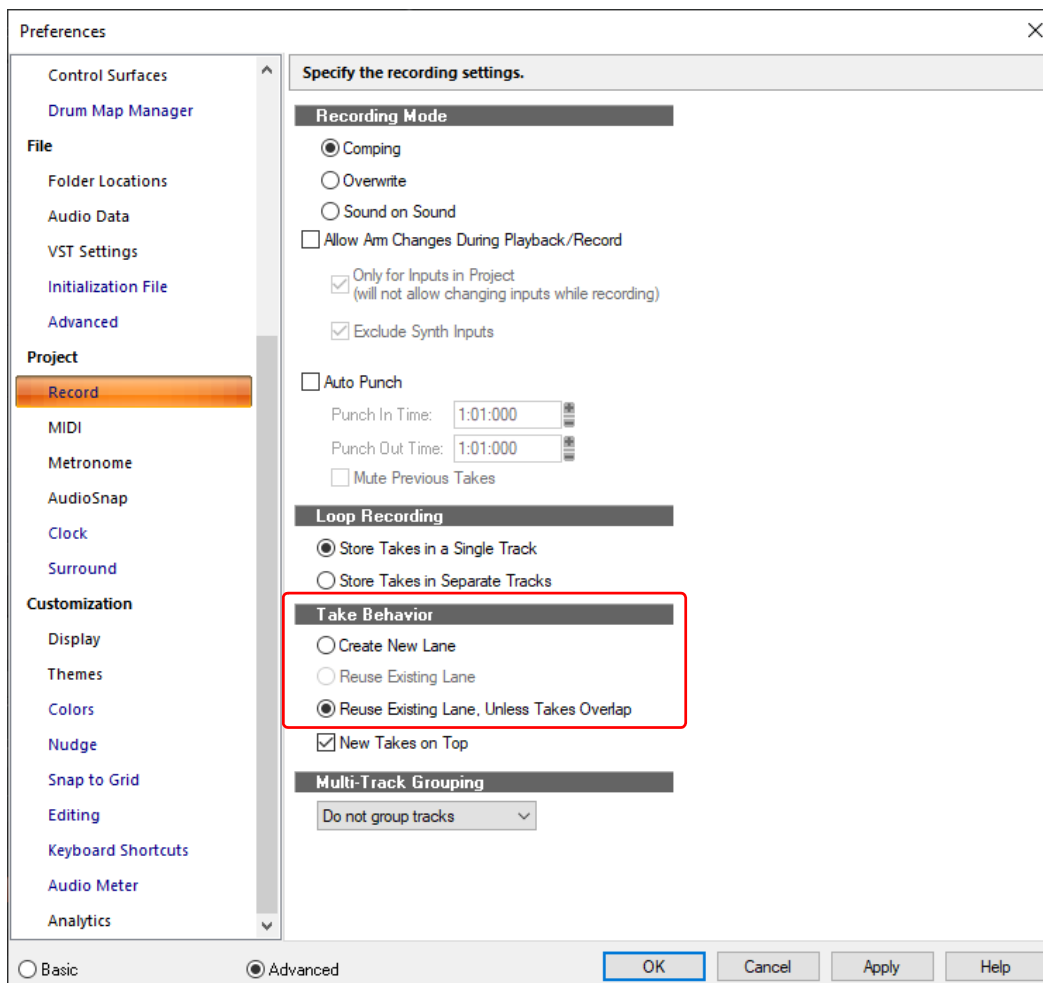 Preferences
Control Surfaces
Drum Map Manager
File
Folder Locations
Audio Data
VST Settings
Initialization File
Advanced
Project
Record
MIDI
Metronome
AudioSnap
Clock
Surround
Customization
Display
Themes
Colors
Nudge
Snap to Grid
Editing
Keyboard Shortcuts
Audio Meter
Analytics
Specify the recording settings.
Recording Mode
Comping
Overwrite
Sound on Sound
Allow Arm Changes During Playback/Record
Only for Inputs in Project
(will not allow changing inputs while recording)
Exclude Synth Inputs
Auto Punch
Punch In Time: 1:01:000
Punch Out Time: 1:01:000
Mute Previous Takes
Loop Recording
Store Takes in a Single Track
Store Takes in Separate Tracks
Take Behavior
Create New Lane
Reuse Existing Lane
Reuse Existing Lane, Unless Takes Overlap
New Takes on Top
Multi-Track Grouping
Do not group tracks
Basic Advanced OK Cancel Apply Help